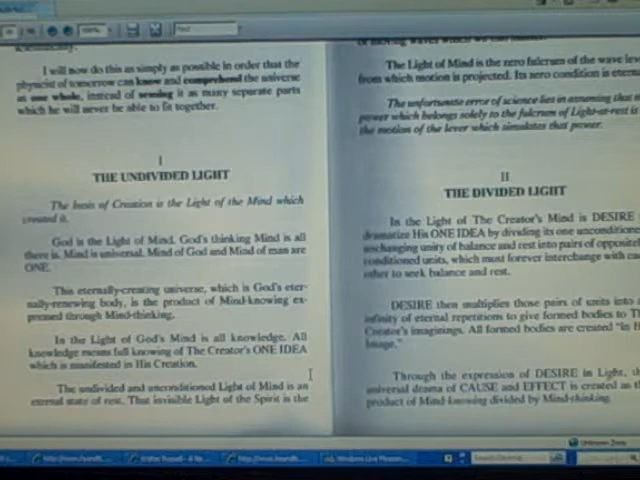 I will now do this as simply as possible in order that the
physicist of tomorrow can know and comprehend the universe
as one whole, instead of sensing it as many separate parts
which he will never be able to fit together.
I
THE UNDIVIDED LIGHT
The basis of Creation is the Light of the Mind which
created it.
God is the Light of Mind. God's thinking Mind is all
there is. Mind is universal. Mind of God and Mind of man are
ONE.
This eternally-creating universe, which is God's eter-
nally-renewing body, is the product of Mind-knowing ex-
pressed through Mind-thinking.
In the Light of God's Mind is all knowledge. All
knowledge means full knowing of The Creator's ONE IDEA
which is manifested in His Creation.
The undivided and unconditioned Light of Mind is an
eternal state of rest. That invisible Light of the Spirit is the
The Light of Mind is the zero fulcrum of the wave
from which motion is projected. Its zero condition is
The unfortunate error of science lies in assuming that
power which belongs solely to the fulcrum of Light-at-rest is
the motion of the lever which simulates that power.
II
THE DIVIDED LIGHT
In the Light of The Creator's Mind is DESIRE
dramatize His ONE IDEA by dividing its one
unchanging unity of balance and rest into pairs of
conditioned units, which must forever interchange with
other to seek balance and rest.
DESIRE then multiplies those pairs of units
infinity of eternal repetitions to give formed bodies to
Creator's imaginings. All formed bodies are created "in
Image."
Through the expression of DESIRE in Light,
universal drama of CAUSE and EFFECT is created as
product of Mind-knowing divided by Mind-thinking.
Unknown Zone
Windows Live
Search Desktop